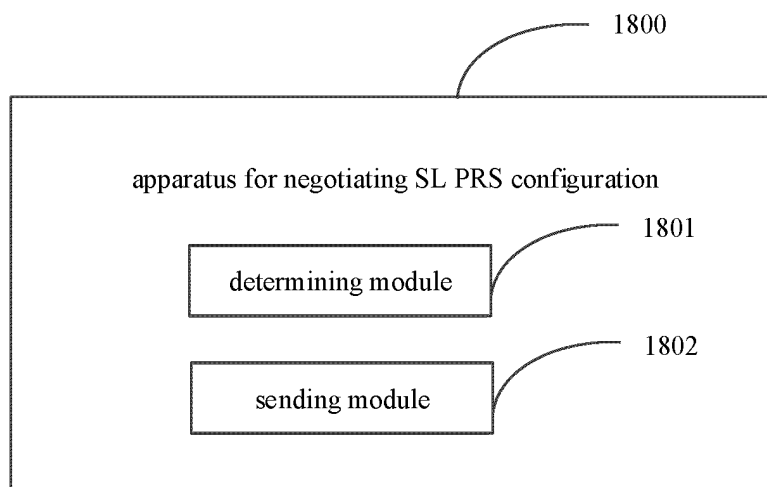 1800
apparatus for negotiating SL PRS configuration
1801
determining module
1802
sending module